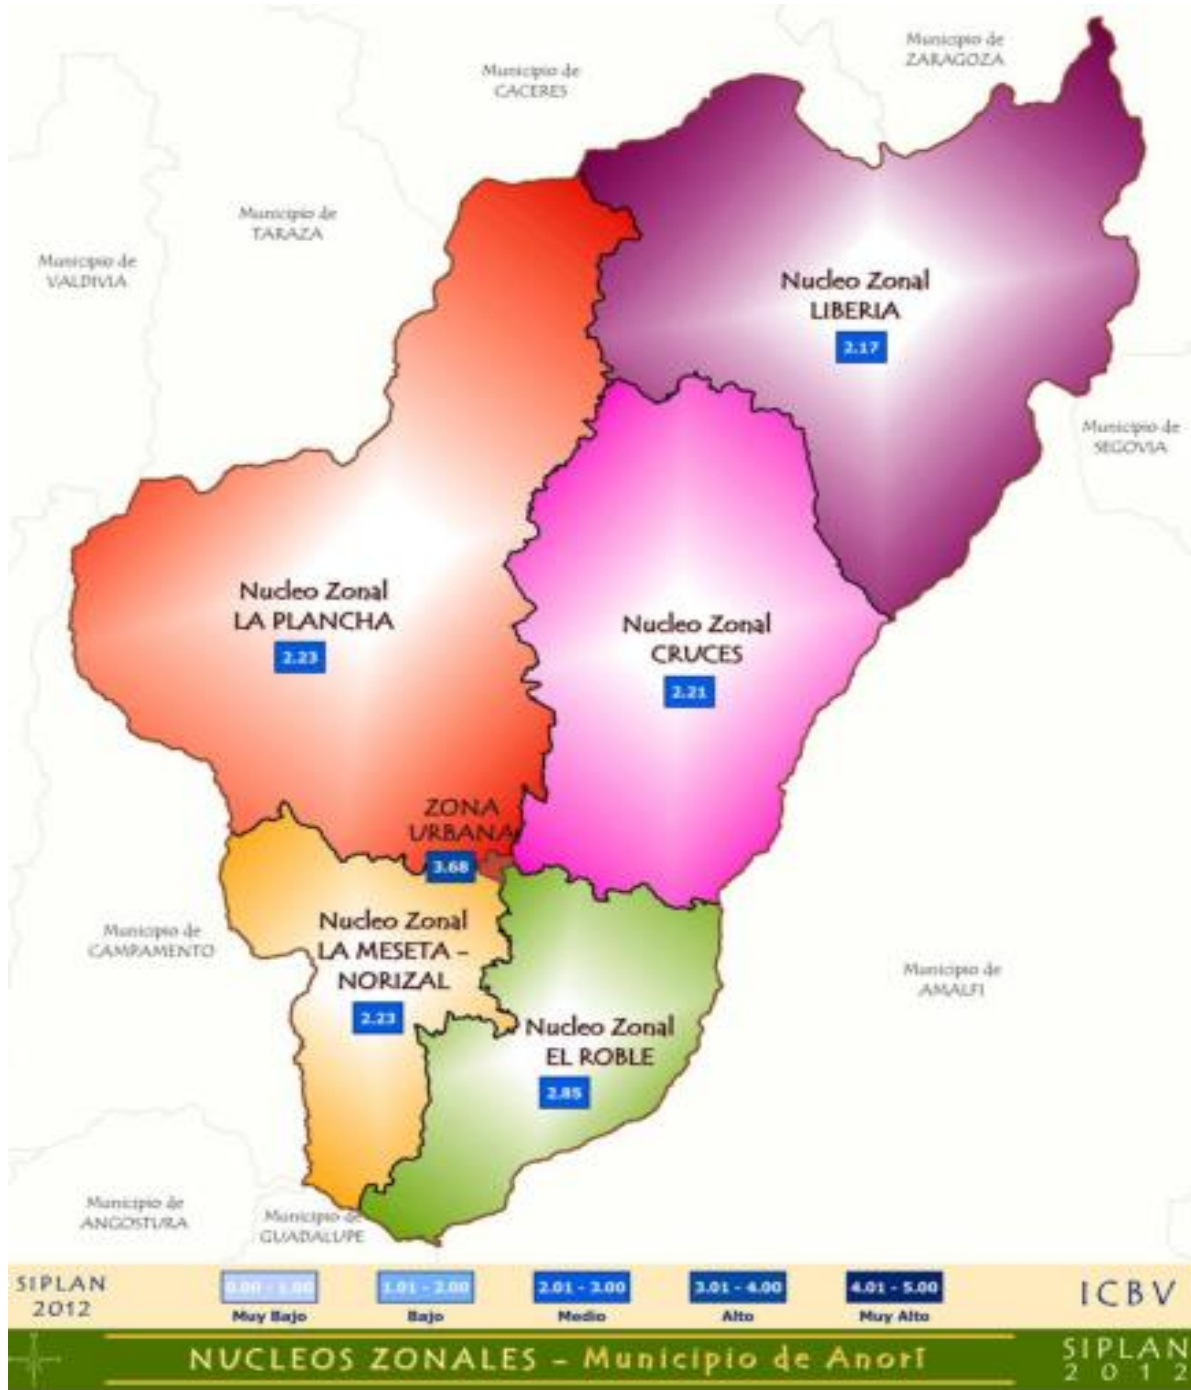 Municipio de
ZARAGOZA
Municipio de
CACERES
Municipio de
TARAZA
Municipio de
VALDIVIA
Nucleo Zonal
LIBERIA
2.17
Municipio de
SEGOVIA
Nucleo Zonal
LA PLANCHA
2.23
Nucleo Zonal
CRUCES
2.21
ZONA
URBANA
3.68
Nucleo Zonal
LA MESETA -
NORIZAL
2.23
Municipio de
CAMPAMENTO
Municipio de
AMALFI
Nucleo Zonal
EL ROBLE
2.85
Municipio de
ANGOSTURA
Municipio de
GUADALUPE
SIPLAN
2012
0.00 - 1.00
Muy Bajo
1.01 - 2.00
Bajo
2.01 - 3.00
Medio
3.01 - 4.00
Alto
4.01 - 5.00
Muy Alto
ICBV
NUCLEOS ZONALES - Municipio de Anorí
SIPLAN
2012